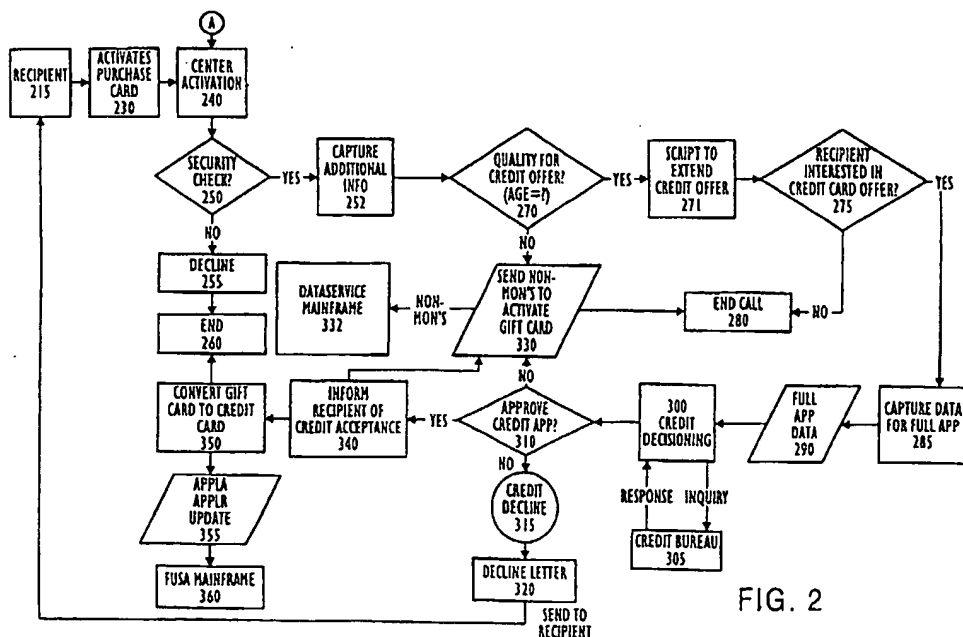 A
RECIPIENT
215
ACTIVATES
PURCHASE
CARD
230
CENTER
ACTIVATION
240
SECURITY
CHECK?
250
YES
CAPTURE
ADDITIONAL
INFO
252
QUALITY FOR
CREDIT OFFER?
(AGE=?)
270
YES
SCRIPT TO
EXTEND
CREDIT OFFER
271
RECIPIENT
INTERESTED IN
CREDIT CARD OFFER?
275
YES
NO
DECLINE
255
END
260
DATASERVICE
MAINFRAME
332
NON-
MON'S
NO
SEND NON-
MON'S TO
ACTIVATE
GIFT CARD
330
END CALL
280
NO
CONVERT GIFT
CARD TO CREDIT
CARD
350
INFORM
RECIPIENT OF
CREDIT ACCEPTANCE
340
YES
NO
APPROVE
CREDIT APP?
310
NO
300
CREDIT
DECISIONING
FULL
APP
DATA
290
CAPTURE DATA
FOR FULL APP
285
APPLA
APPLR
UPDATE
355
CREDIT
DECLINE
315
RESPONSE INQUIRY
CREDIT BUREAU
305
FUSA MAINFRAME
360
DECLINE LETTER
320
SEND TO
RECIPIENT
FIG. 2